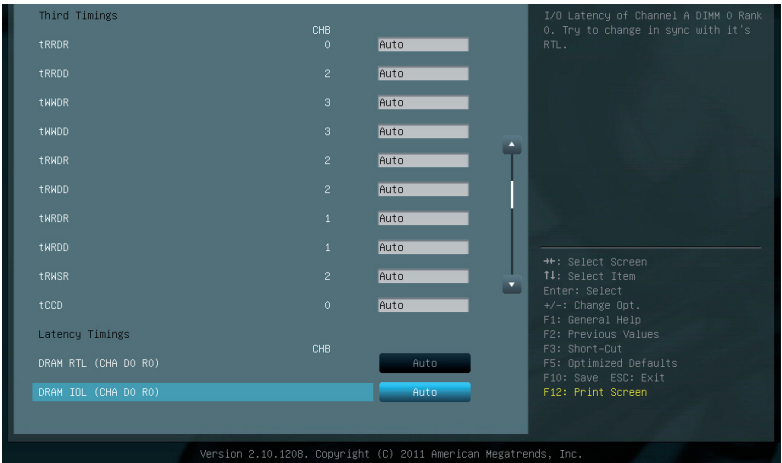 Third Timings
CHB
tRRDR 0 Auto
tRRDD 2 Auto
tWWDR 3 Auto
tWWDD 3 Auto
tRWDR 2 Auto
tRWDD 2 Auto
tWRDR 1 Auto
tWRDD 1 Auto
tRWSR 2 Auto
tCCD 0 Auto
Latency Timings
CHB
DRAM RTL (CHA D0 R0) Auto
DRAM IOL (CHA D0 R0) Auto
I/O Latency of Channel A DIMM 0 Rank
0. Try to change in sync with it's
RTL.
→←: Select Screen
↑↓: Select Item
Enter: Select
+/-: Change Opt.
F1: General Help
F2: Previous Values
F3: Short-Cut
F5: Optimized Defaults
F10: Save ESC: Exit
F12: Print Screen
Version 2.10.1208. Copyright (C) 2011 American Megatrends, Inc.